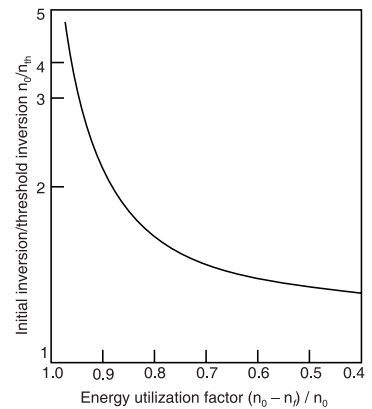 Initial inversion/threshold inversion n0/nth
5
4
3
2
1
1.0 0.9 0.8 0.7 0.6 0.5 0.4
Energy utilization factor (n0 – nf) / n0